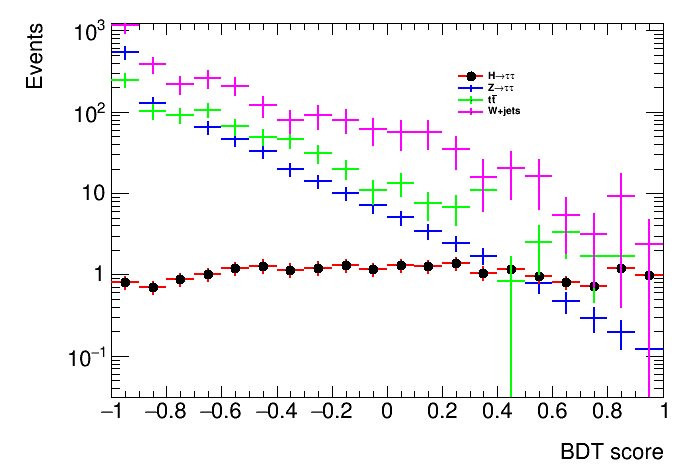 Events
10³
10²
10
1
10⁻¹
H→ττ
Z→ττ
tt̅
W+jets
−1 −0.8 −0.6 −0.4 −0.2 0 0.2 0.4 0.6 0.8 1
BDT score